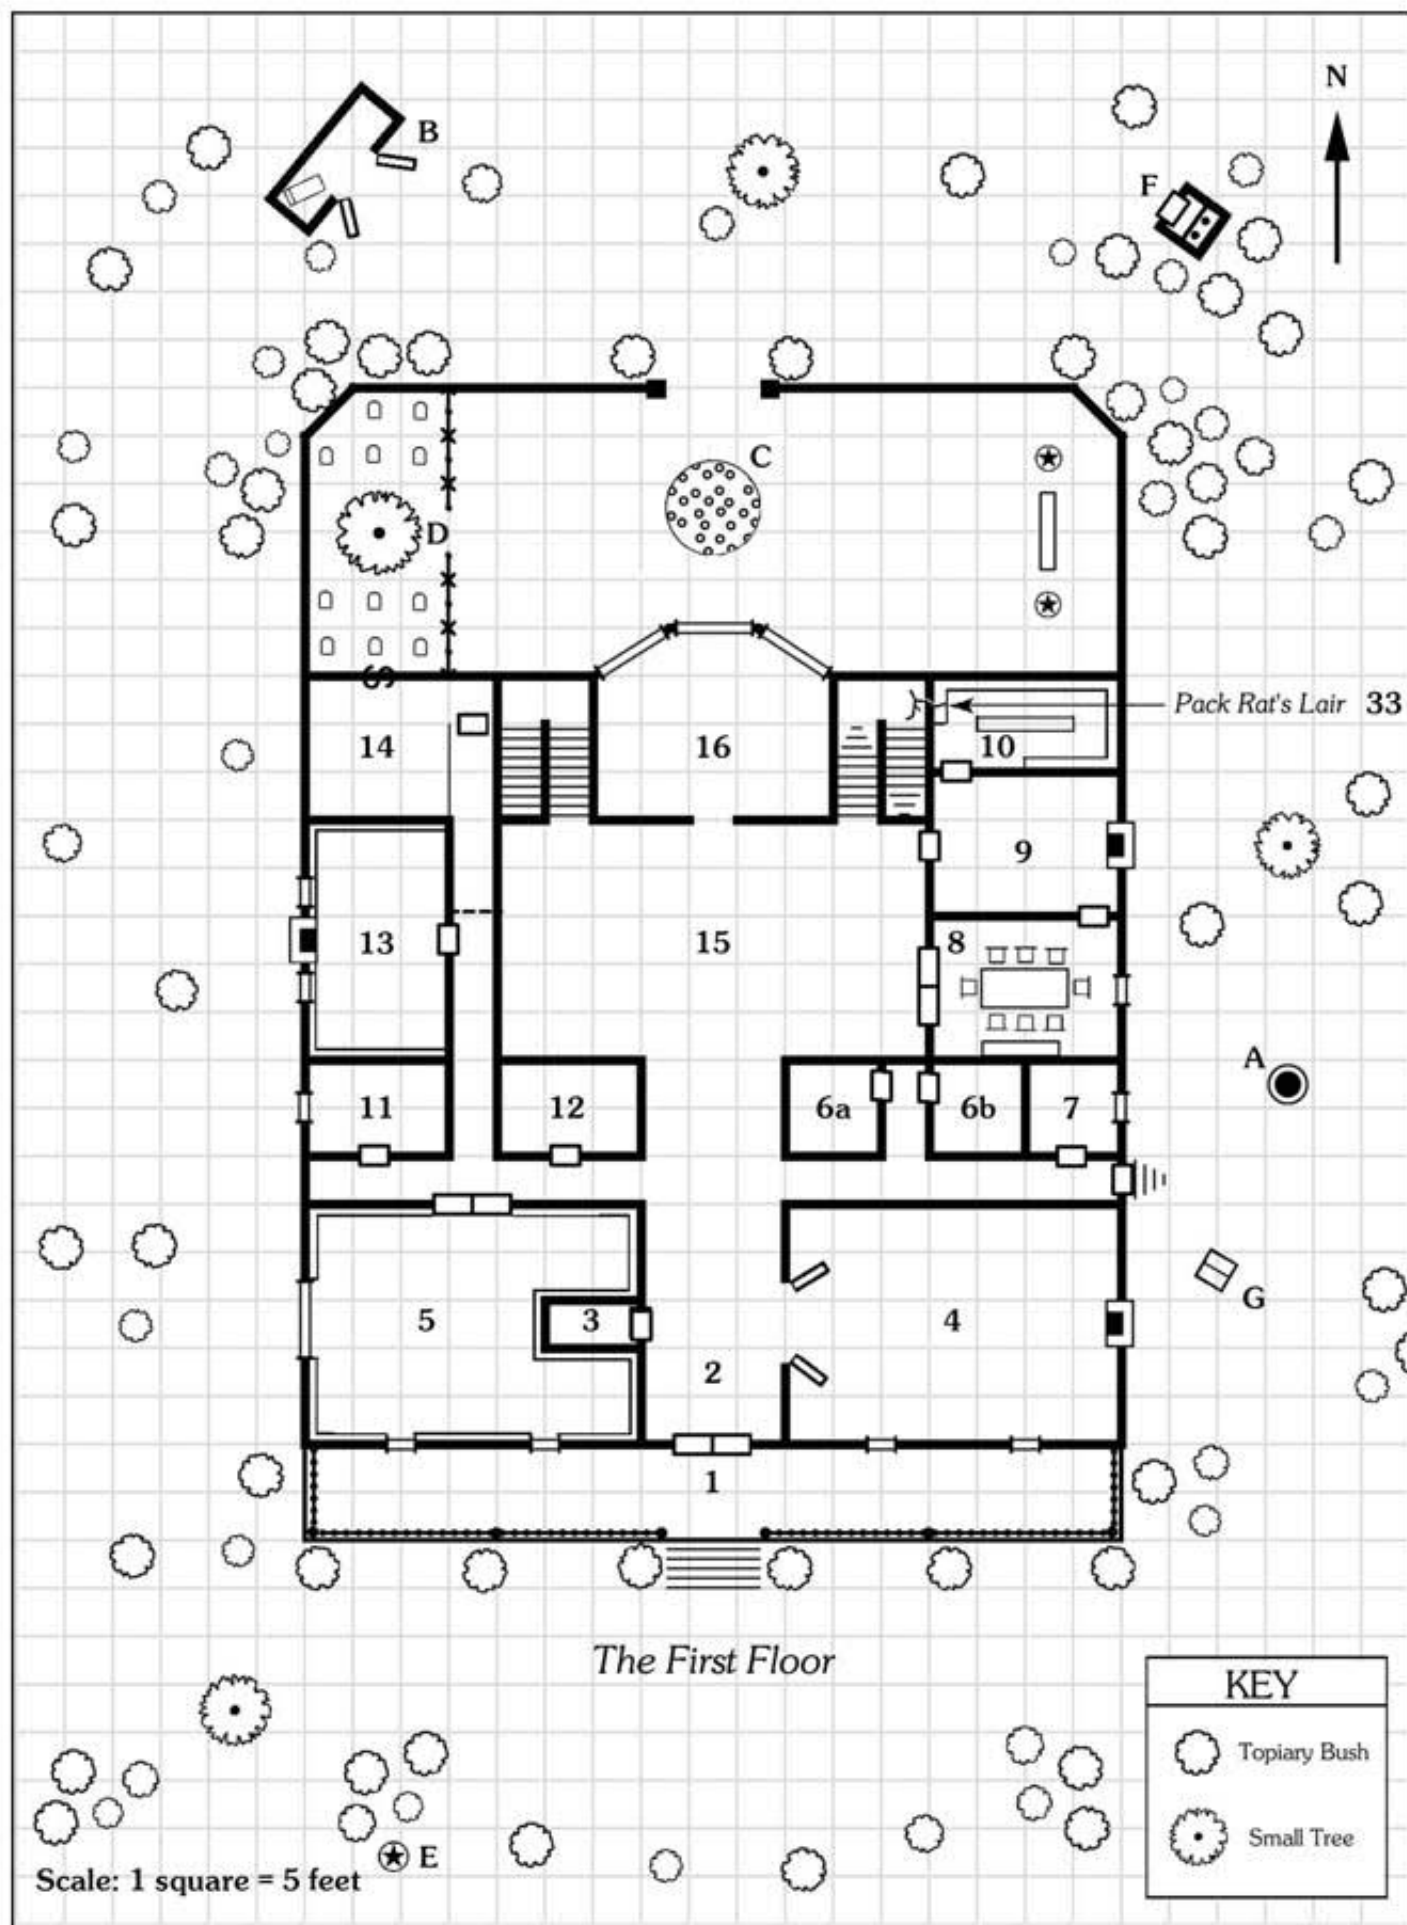 N
B
F
C
D
Pack Rat's Lair 33
14
16
10
9
13
15
8
A
11
12
6a
6b
7
G
5
3
4
2
1
The First Floor
KEY
Topiary Bush
Small Tree
E
Scale: 1 square = 5 feet